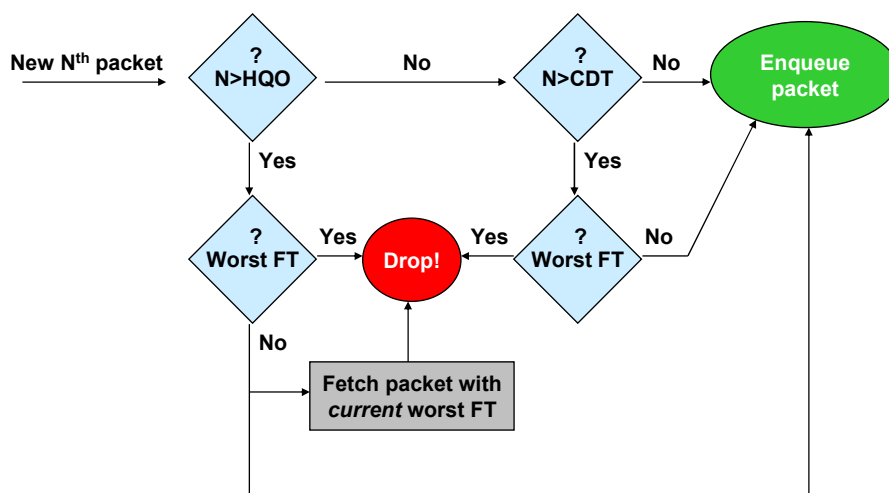 New Nth packet
?
N>HQO
No
?
N>CDT
No
Enqueue
packet
Yes
Yes
?
Worst FT
Yes
Drop!
Yes
?
Worst FT
No
No
Fetch packet with
current worst FT